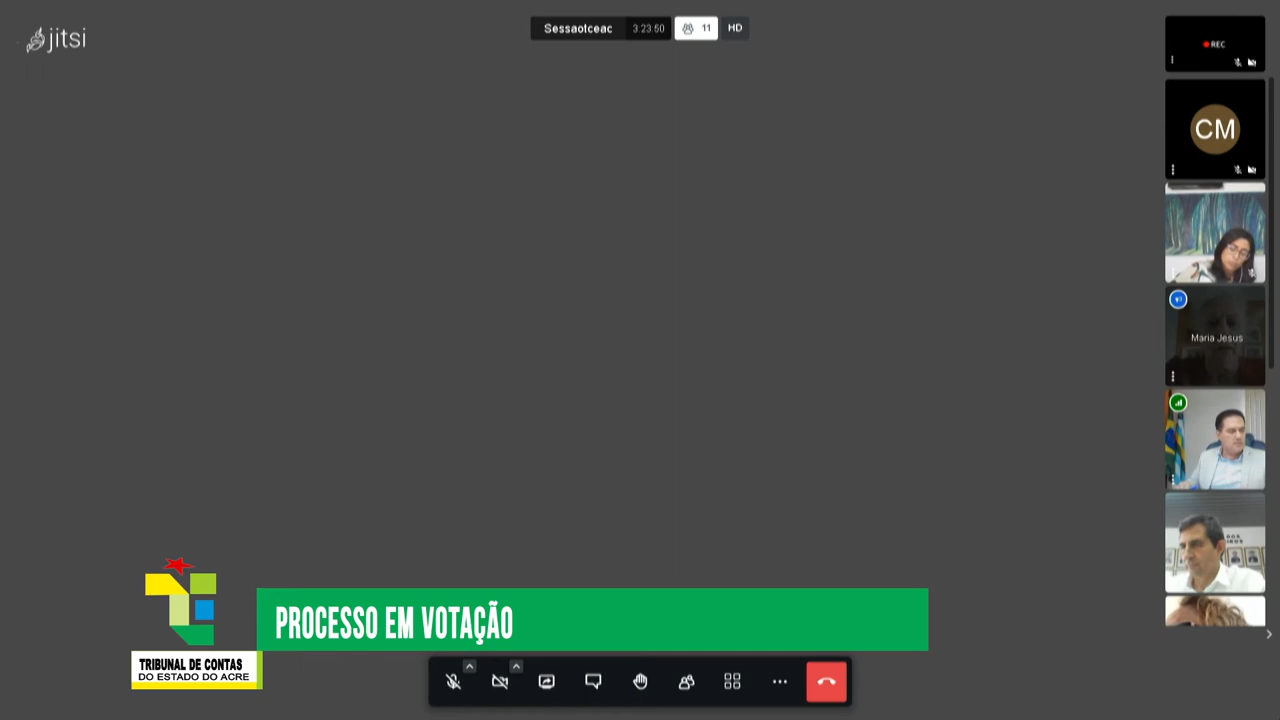 jitsi
Sessaotceac 3:23:50 11 HD
REC
CM
Maria Jesus
PROCESSO EM VOTAÇÃO
TRIBUNAL DE CONTAS
DO ESTADO DO ACRE